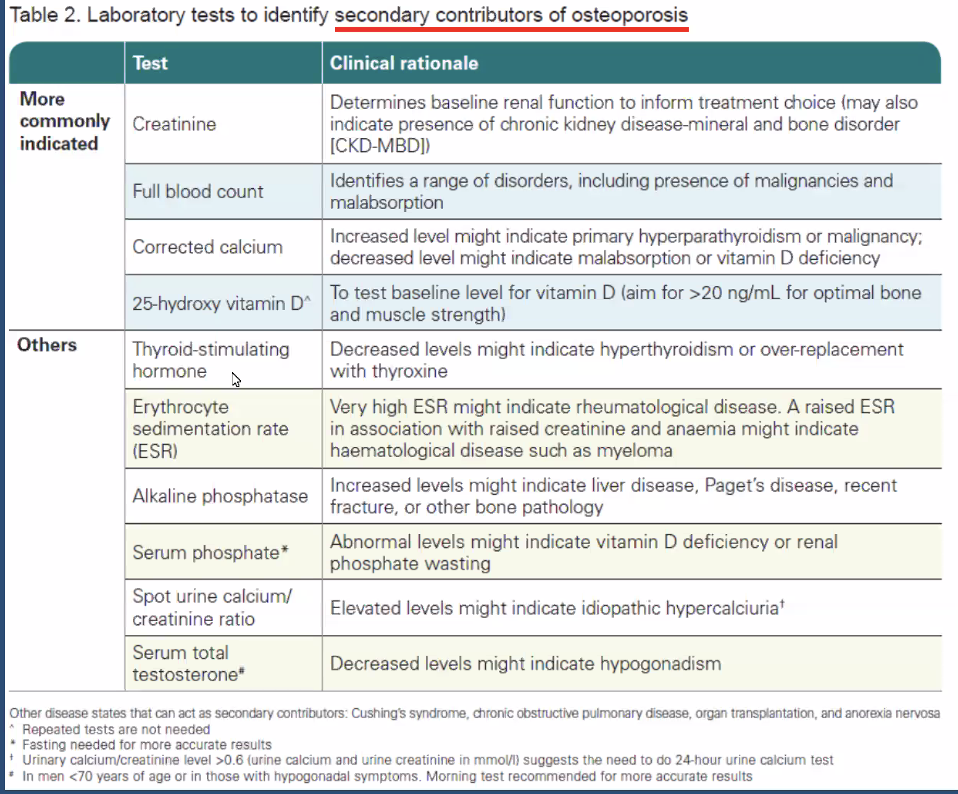 Table 2. Laboratory tests to identify secondary contributors of osteoporosis
Test
Clinical rationale
More
commonly
indicated
Creatinine
Determines baseline renal function to inform treatment choice (may also
indicate presence of chronic kidney disease-mineral and bone disorder
[CKD-MBD])
Full blood count
Identifies a range of disorders, including presence of malignancies and
malabsorption
Corrected calcium
Increased level might indicate primary hyperparathyroidism or malignancy;
decreased level might indicate malabsorption or vitamin D deficiency
25-hydroxy vitamin D^
To test baseline level for vitamin D (aim for >20 ng/mL for optimal bone
and muscle strength)
Others
Thyroid-stimulating
hormone
Decreased levels might indicate hyperthyroidism or over-replacement
with thyroxine
Erythrocyte
sedimentation rate
(ESR)
Very high ESR might indicate rheumatological disease. A raised ESR
in association with raised creatinine and anaemia might indicate
haematological disease such as myeloma
Alkaline phosphatase
Increased levels might indicate liver disease, Paget's disease, recent
fracture, or other bone pathology
Serum phosphate*
Abnormal levels might indicate vitamin D deficiency or renal
phosphate wasting
Spot urine calcium/
creatinine ratio
Elevated levels might indicate idiopathic hypercalciuria†
Serum total
testosterone#
Decreased levels might indicate hypogonadism
Other disease states that can act as secondary contributors: Cushing's syndrome, chronic obstructive pulmonary disease, organ transplantation, and anorexia nervosa
^ Repeated tests are not needed
* Fasting needed for more accurate results
† Urinary calcium/creatinine level >0.6 (urine calcium and urine creatinine in mmol/l) suggests the need to do 24-hour urine calcium test
# In men <70 years of age or in those with hypogonadal symptoms. Morning test recommended for more accurate results